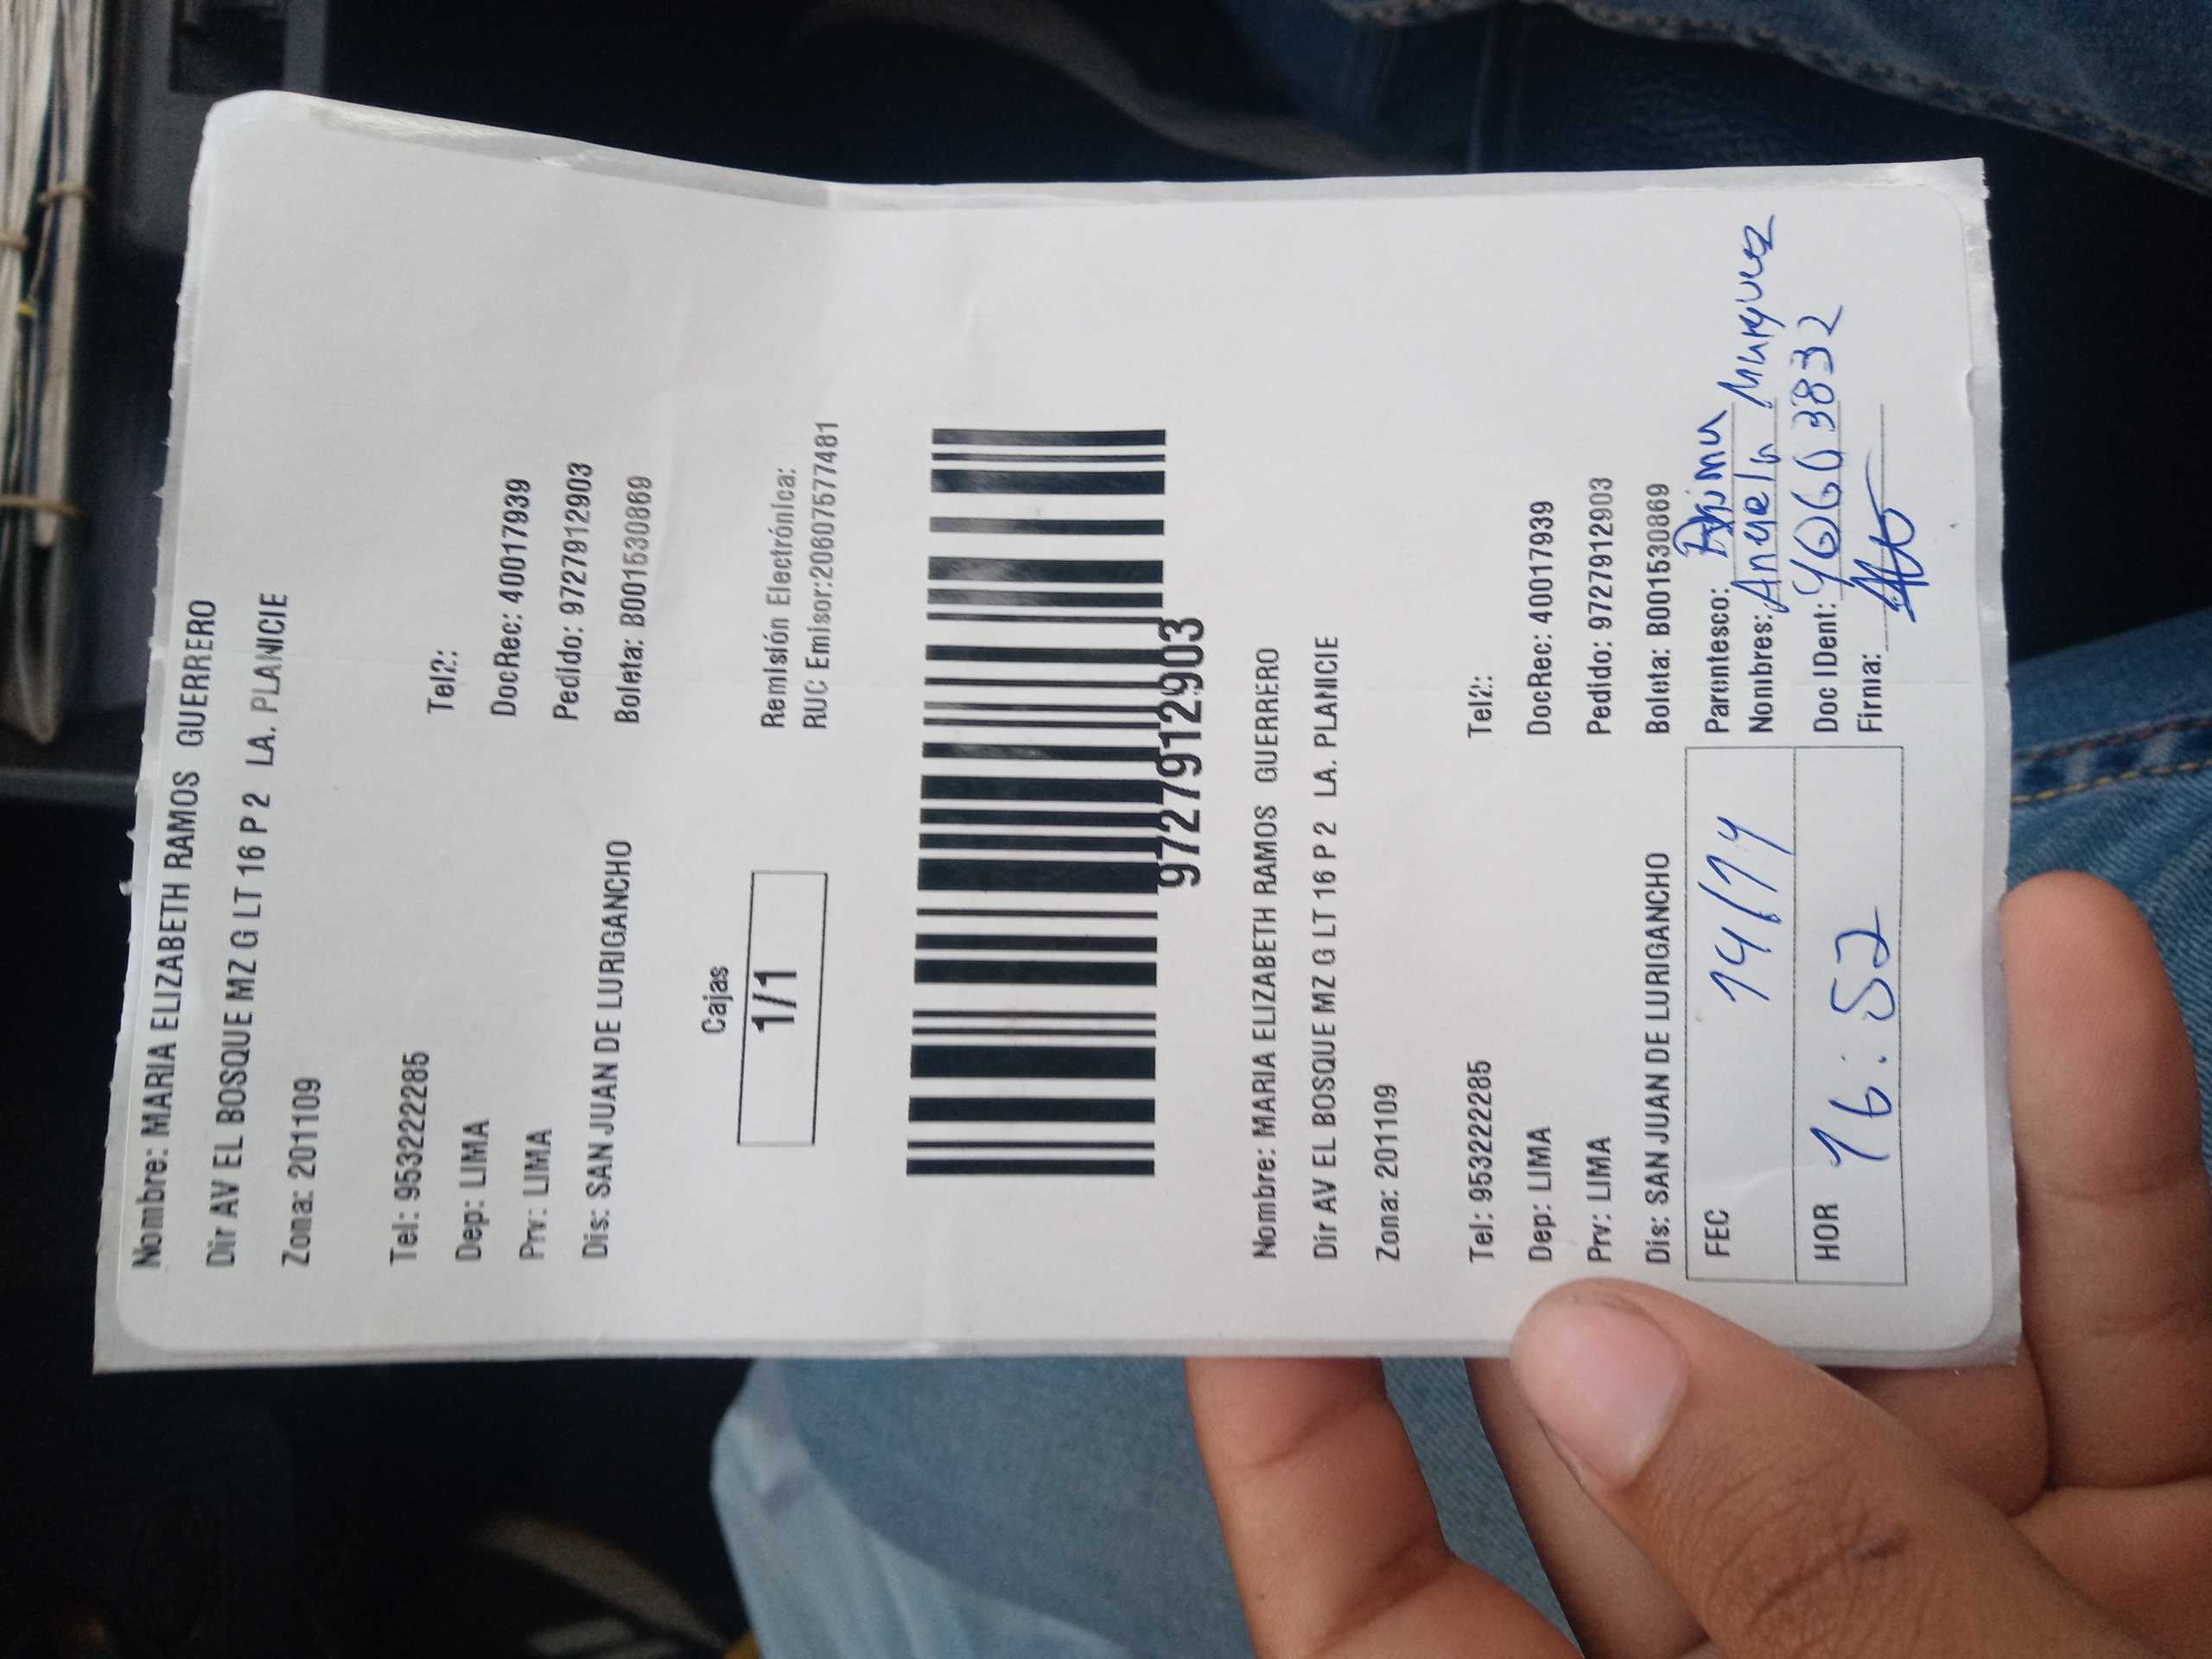 Nombre: MARIA ELIZABETH RAMOS GUERRERO
Dir AV EL BOSQUE MZ G LT 16 P 2 LA. PLANICIE
Zona: 201109
Tel: 953222285 Tel2:
Dep: LIMA DocRec: 40017939
Prv: LIMA Pedido: 9727912903
Dis: SAN JUAN DE LURIGANCHO Boleta: B001530869
Cajas
1/1
Remisión Electrónica:
RUC Emisor:20607577481
9727912903
Nombre: MARIA ELIZABETH RAMOS GUERRERO
Dir AV EL BOSQUE MZ G LT 16 P 2 LA. PLANICIE
Zona: 201109
Tel: 953222285 Tel2:
Dep: LIMA DocRec: 40017939
Prv: LIMA Pedido: 9727912903
Dis: SAN JUAN DE LURIGANCHO Boleta: B001530869
FEC 14/14 Parentesco: Prima
Nombres: Angela Marquez
HOR 16:52 Doc IDent:
Firma: